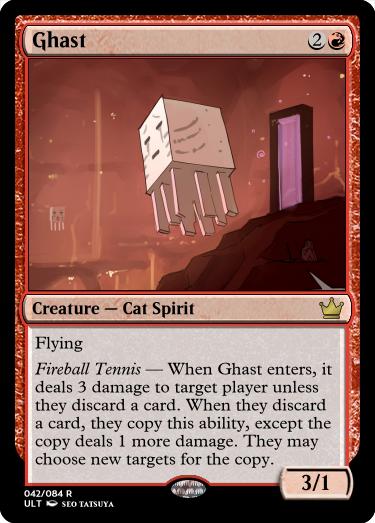 Ghast 2
Creature — Cat Spirit
Flying
Fireball Tennis — When Ghast enters, it
deals 3 damage to target player unless
they discard a card. When they discard
a card, they copy this ability, except the
copy deals 1 more damage. They may
choose new targets for the copy.
3/1
042/084 R
ULT SEO TATSUYA